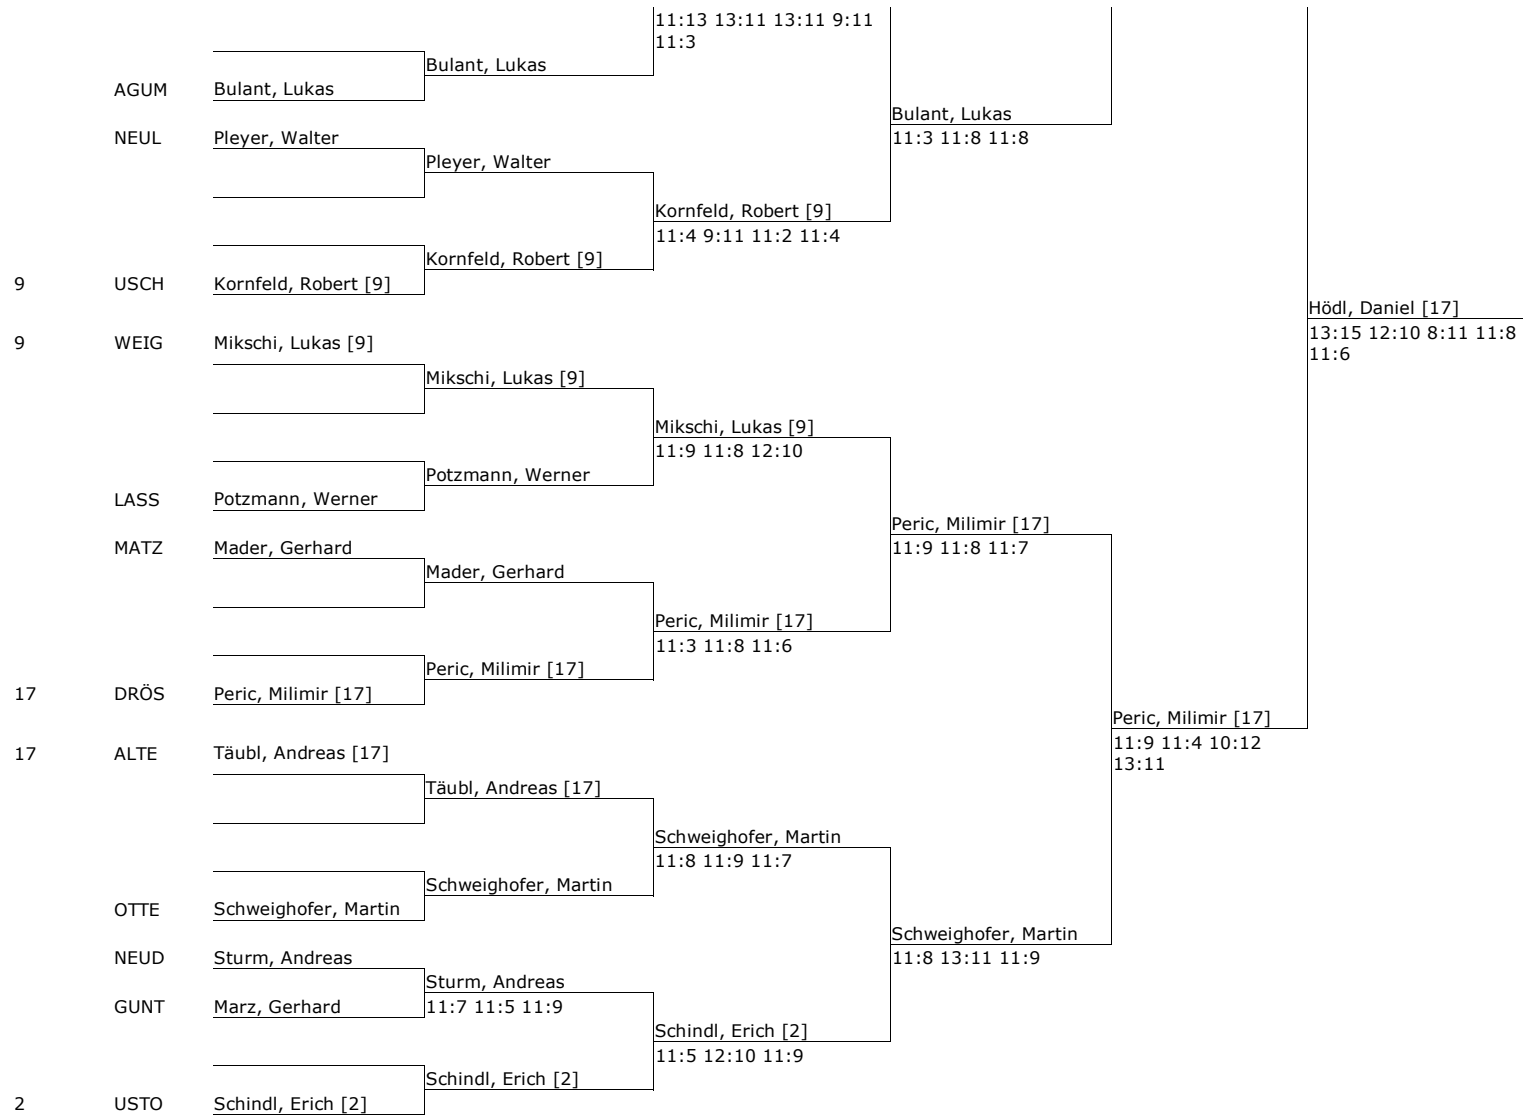 11:13 13:11 13:11 9:11
11:3
Bulant, Lukas
AGUM Bulant, Lukas
Bulant, Lukas
NEUL Pleyer, Walter
11:3 11:8 11:8
Pleyer, Walter
Kornfeld, Robert [9]
11:4 9:11 11:2 11:4
Kornfeld, Robert [9]
9 USCH Kornfeld, Robert [9]
Hödl, Daniel [17]
13:15 12:10 8:11 11:8
11:6
9 WEIG Mikschi, Lukas [9]
Mikschi, Lukas [9]
Mikschi, Lukas [9]
11:9 11:8 12:10
Potzmann, Werner
LASS Potzmann, Werner
Peric, Milimir [17]
MATZ Mader, Gerhard
11:9 11:8 11:7
Mader, Gerhard
Peric, Milimir [17]
11:3 11:8 11:6
Peric, Milimir [17]
17 DRÖS Peric, Milimir [17]
Peric, Milimir [17]
11:9 11:4 10:12
13:11
17 ALTE Täubl, Andreas [17]
Täubl, Andreas [17]
Schweighofer, Martin
11:8 11:9 11:7
Schweighofer, Martin
OTTE Schweighofer, Martin
Schweighofer, Martin
11:8 13:11 11:9
NEUD Sturm, Andreas
Sturm, Andreas
GUNT Marz, Gerhard
11:7 11:5 11:9
Schindl, Erich [2]
11:5 12:10 11:9
Schindl, Erich [2]
2 USTO Schindl, Erich [2]